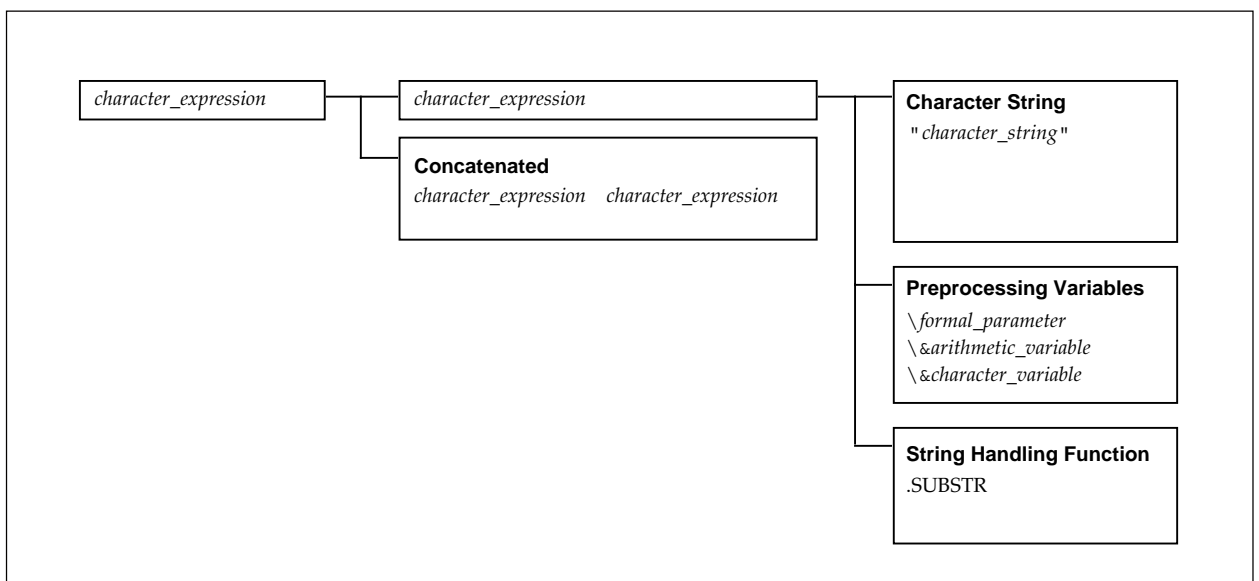 character_expression
character_expression
Concatenated
character_expression character_expression
Character String
"character_string"
Preprocessing Variables
\formal_parameter
\&arithmetic_variable
\&character_variable
String Handling Function
.SUBSTR